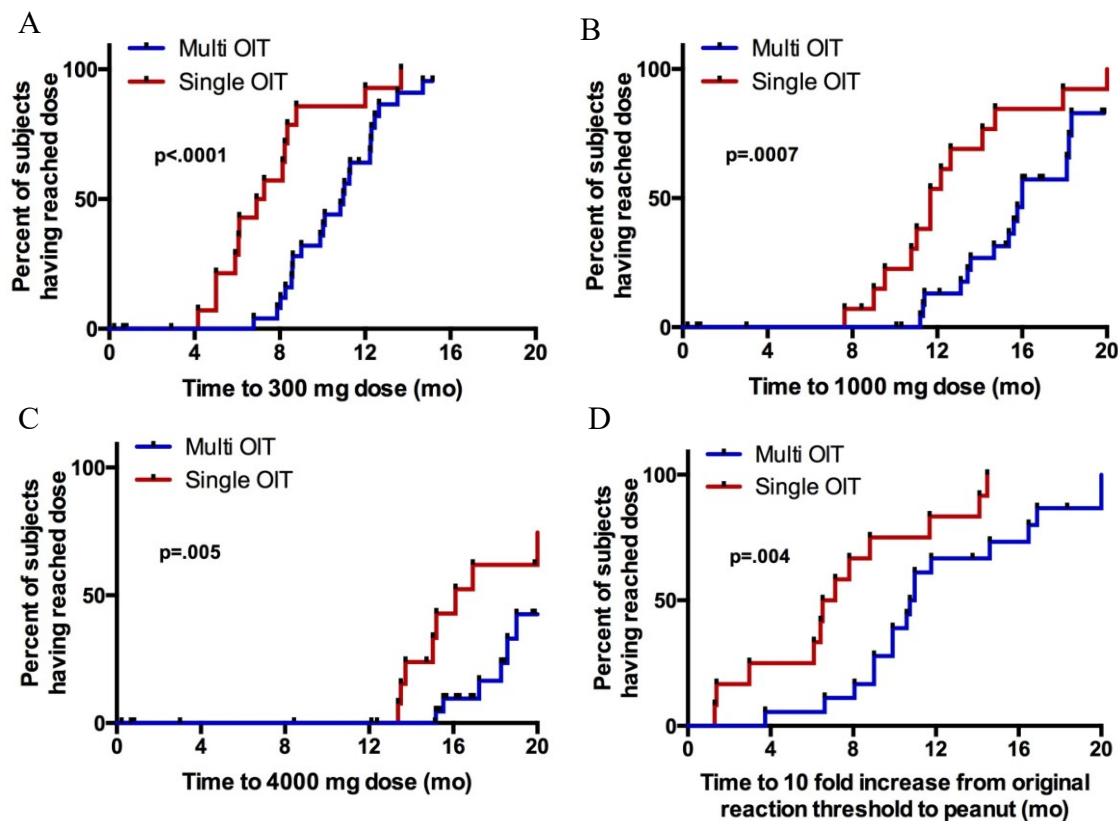 A
Multi OIT
Single OIT
100
50
0
p<.0001
Percent of subjects
having reached dose
0 4 8 12 16 20
Time to 300 mg dose (mo)
B
Multi OIT
Single OIT
100
50
0
p=.0007
Percent of subjects
having reached dose
0 4 8 12 16 20
Time to 1000 mg dose (mo)
C
Multi OIT
Single OIT
100
50
0
p=.005
Percent of subjects
having reached dose
0 4 8 12 16 20
Time to 4000 mg dose (mo)
D
Multi OIT
Single OIT
100
50
0
p=.004
Percent of subjects
having reached dose
0 4 8 12 16 20
Time to 10 fold increase from original
reaction threshold to peanut (mo)